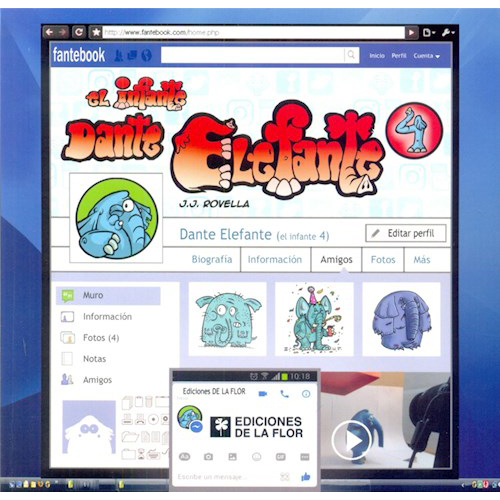 http://www.fantebook.com/home.php
fantebook
Inicio Perfil Cuenta
el infante
Dante
Elefante
4
J.J. ROVELLA
Dante Elefante (el infante 4)
Editar perfil
Biografía Información Amigos Fotos Más
Muro
Información
Fotos (4)
Notas
Amigos
10:18
Ediciones DE LA FLOR
EDICIONES
DE LA FLOR
Aa
Escribe un mensaje...